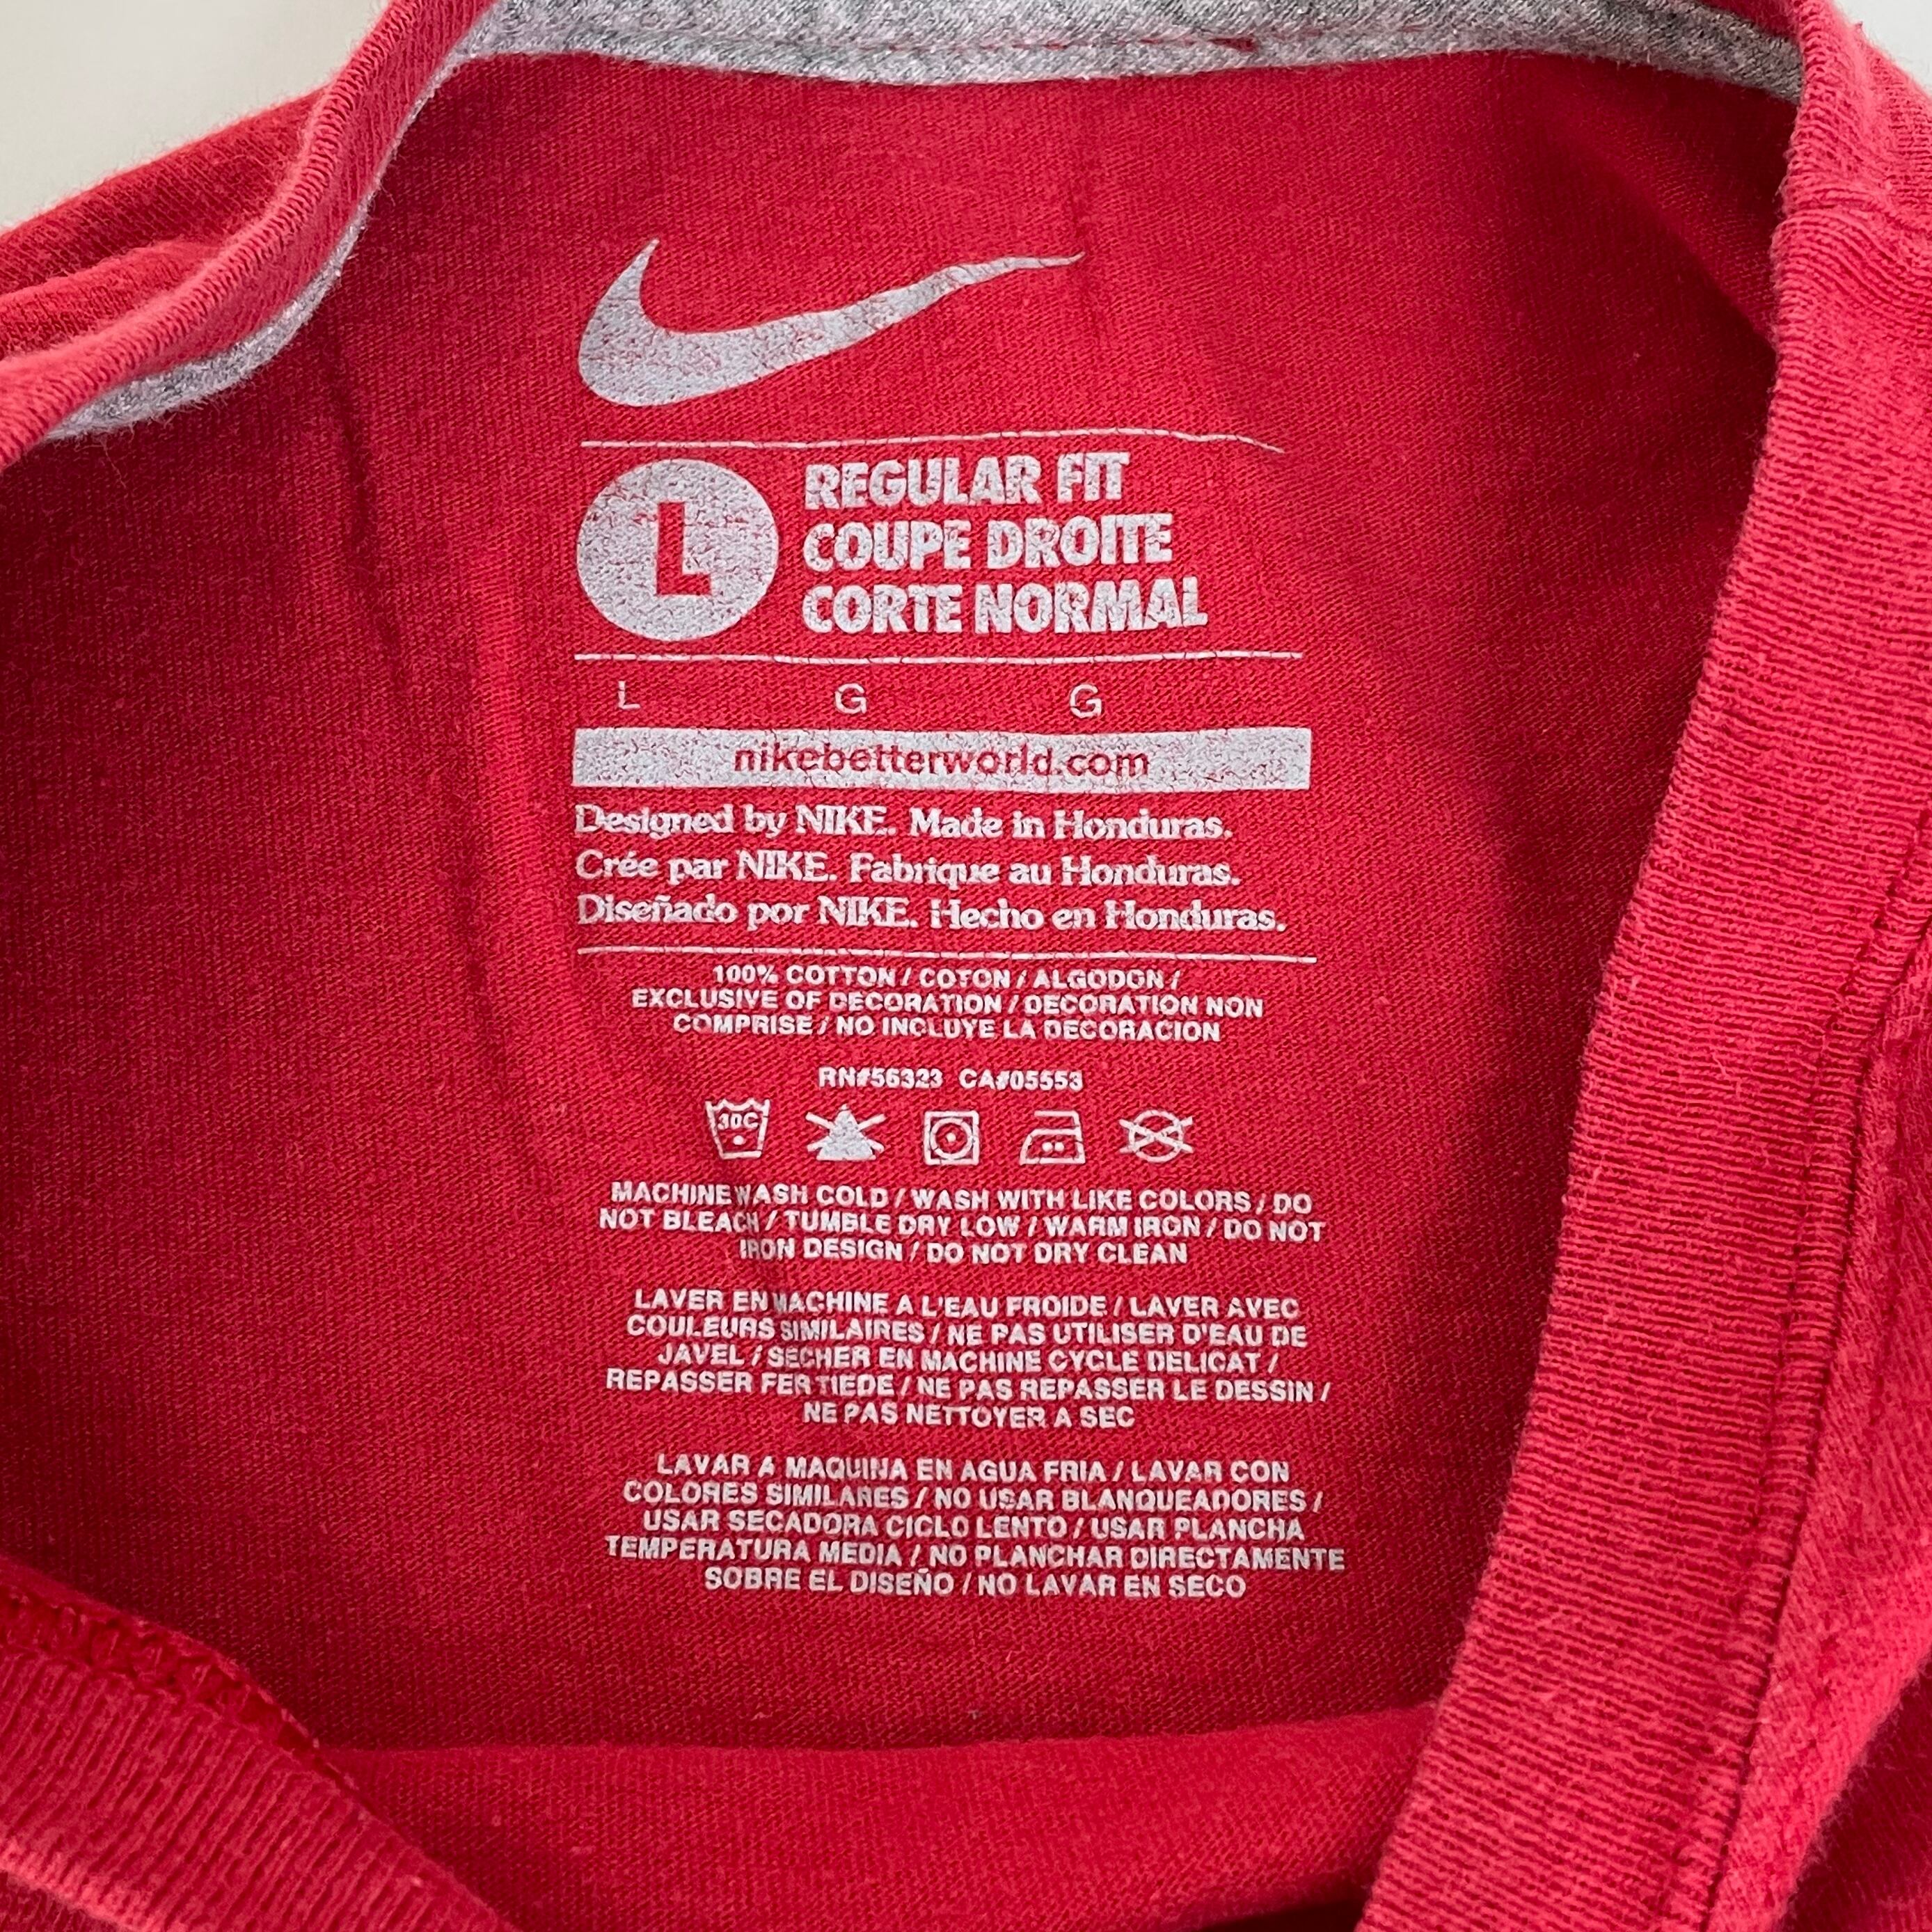 L
REGULAR FIT
COUPE DROITE
CORTE NORMAL
L G G
nikebetterworld.com
Designed by NIKE. Made in Honduras.
Crée par NIKE. Fabrique au Honduras.
Diseñado por NIKE. Hecho en Honduras.
100% COTTON / COTON / ALGODON /
EXCLUSIVE OF DECORATION / DECORATION NON
COMPRISE / NO INCLUYE LA DECORACION
RN#56323 CA#05553
30C
MACHINE WASH COLD / WASH WITH LIKE COLORS / DO
NOT BLEACH / TUMBLE DRY LOW / WARM IRON / DO NOT
IRON DESIGN / DO NOT DRY CLEAN
LAVER EN MACHINE A L'EAU FROIDE / LAVER AVEC
COULEURS SIMILAIRES / NE PAS UTILISER D'EAU DE
JAVEL / SECHER EN MACHINE CYCLE DELICAT /
REPASSER FER TIEDE / NE PAS REPASSER LE DESSIN /
NE PAS NETTOYER A SEC
LAVAR A MAQUINA EN AGUA FRIA / LAVAR CON
COLORES SIMILARES / NO USAR BLANQUEADORES /
USAR SECADORA CICLO LENTO / USAR PLANCHA
TEMPERATURA MEDIA / NO PLANCHAR DIRECTAMENTE
SOBRE EL DISEÑO / NO LAVAR EN SECO